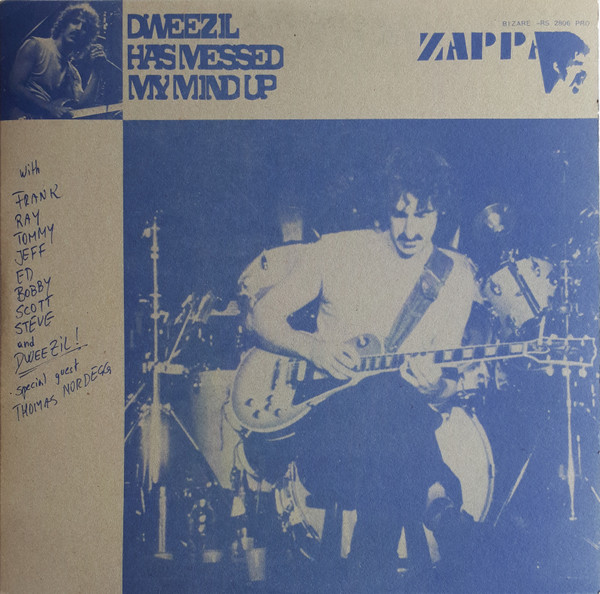 DWEEZIL
HAS MESSED
MY MIND UP
BIZARE -RS 2806 PRO
ZAPPA
with
FRANK
RAY
TOMMY
JEFF
ED
BOBBY
SCOTT
STEVE
and
DWEEZIL!
special guest
THOMAS NORDEGG